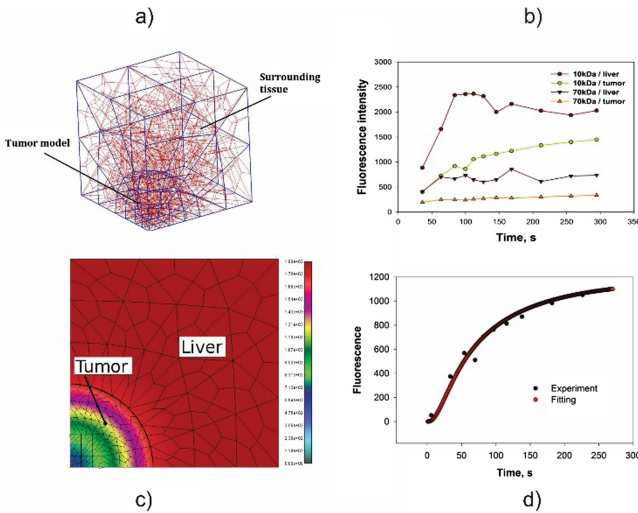 a)
b)
Surrounding
tissue
Tumor model
3000
2500
2000
1500
1000
500
0
Fluorescence intensity
10kDa / liver
10kDa / tumor
70kDa / liver
70kDa / tumor
0 50 100 150 200 250 300 350
Time, s
Liver
Tumor
1200
1000
800
600
400
200
0
Fluorescence
Experiment
Fitting
0 50 100 150 200 250 300
Time, s
c)
d)